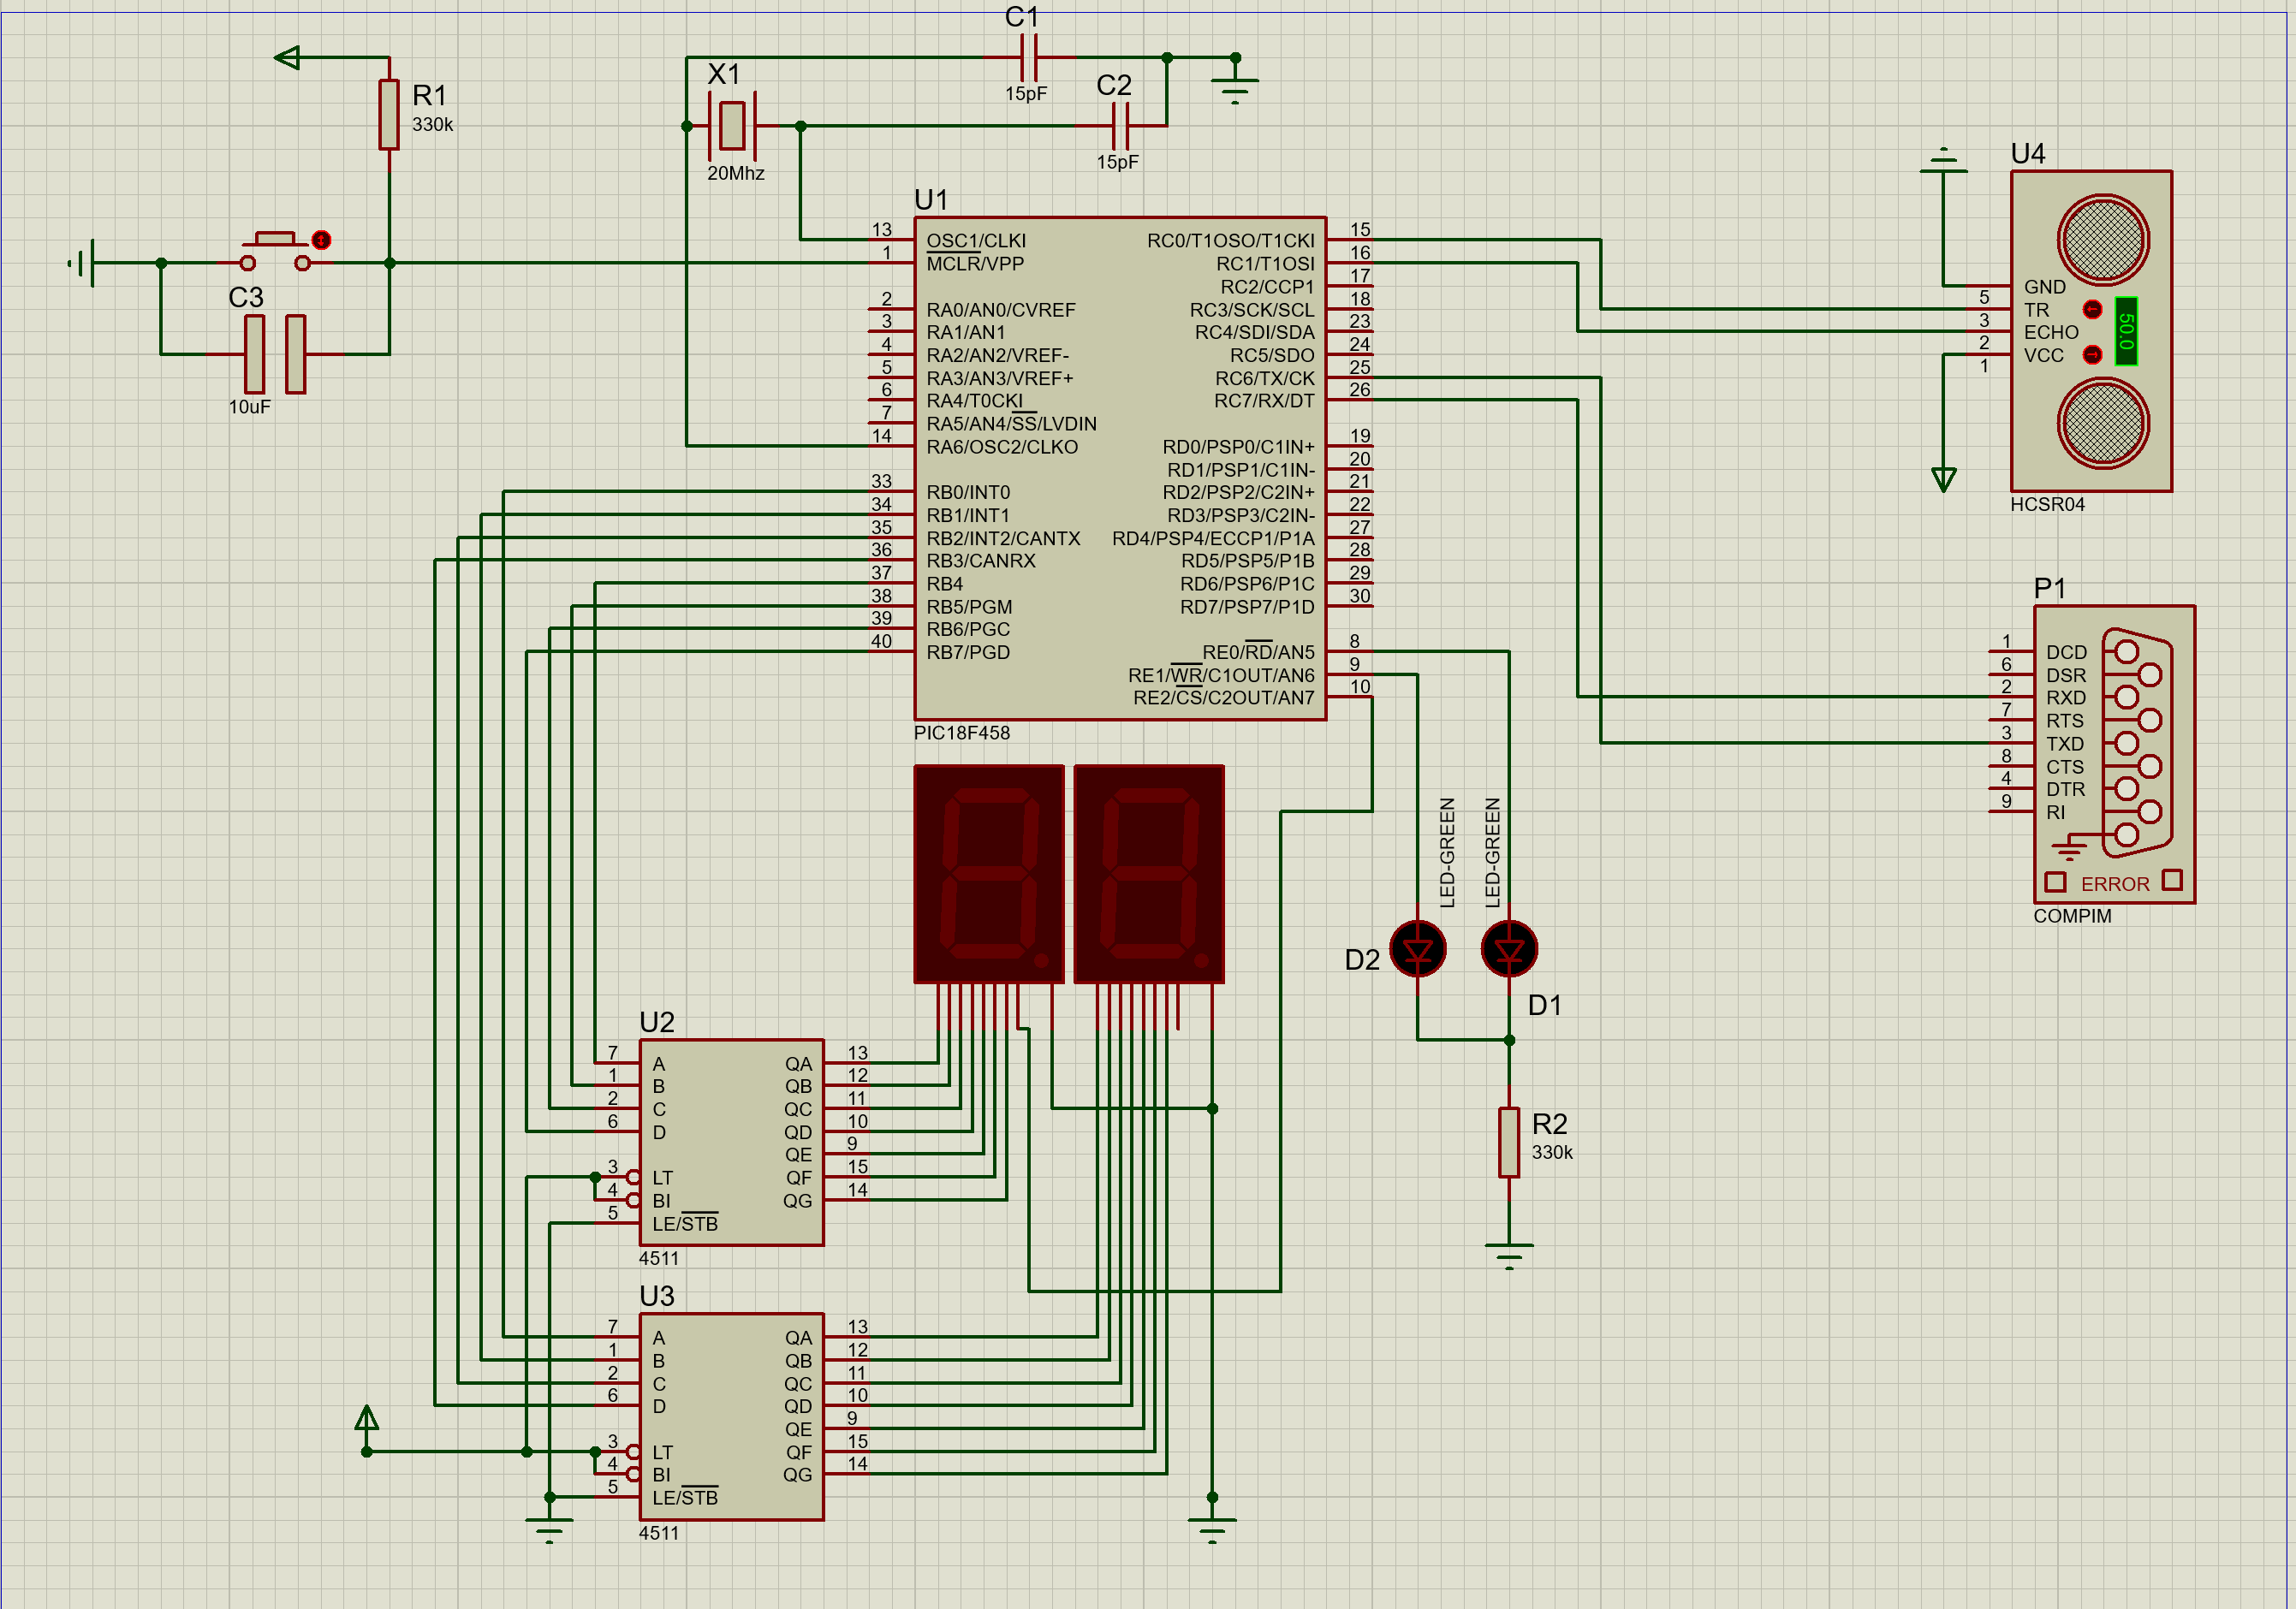 C1
15pF
C2
15pF
X1
20Mhz
R1
330k
C3
10uF
U1
13 OSC1/CLKI RC0/T1OSO/T1CKI 15
1 MCLR/VPP RC1/T1OSI 16
RC2/CCP1 17
2 RA0/AN0/CVREF RC3/SCK/SCL 18
3 RA1/AN1 RC4/SDI/SDA 23
4 RA2/AN2/VREF- RC5/SDO 24
5 RA3/AN3/VREF+ RC6/TX/CK 25
6 RA4/T0CKI RC7/RX/DT 26
7 RA5/AN4/SS/LVDIN
14 RA6/OSC2/CLKO RD0/PSP0/C1IN+ 19
RD1/PSP1/C1IN- 20
33 RB0/INT0 RD2/PSP2/C2IN+ 21
34 RB1/INT1 RD3/PSP3/C2IN- 22
35 RB2/INT2/CANTX RD4/PSP4/ECCP1/P1A 27
36 RB3/CANRX RD5/PSP5/P1B 28
37 RB4 RD6/PSP6/P1C 29
38 RB5/PGM RD7/PSP7/P1D 30
39 RB6/PGC
40 RB7/PGD RE0/RD/AN5 8
RE1/WR/C1OUT/AN6 9
RE2/CS/C2OUT/AN7 10
PIC18F458
U4
GND
5 TR
3 ECHO
2 VCC
1
50.0
HCSR04
P1
1 DCD
6 DSR
2 RXD
7 RTS
3 TXD
8 CTS
4 DTR
9 RI
ERROR
COMPIM
LED-GREEN
LED-GREEN
D2
D1
R2
330k
U2
7 A QA 13
1 B QB 12
2 C QC 11
6 D QD 10
QE 9
3 LT QF 15
4 BI QG 14
5 LE/STB
4511
U3
7 A QA 13
1 B QB 12
2 C QC 11
6 D QD 10
QE 9
3 LT QF 15
4 BI QG 14
5 LE/STB
4511